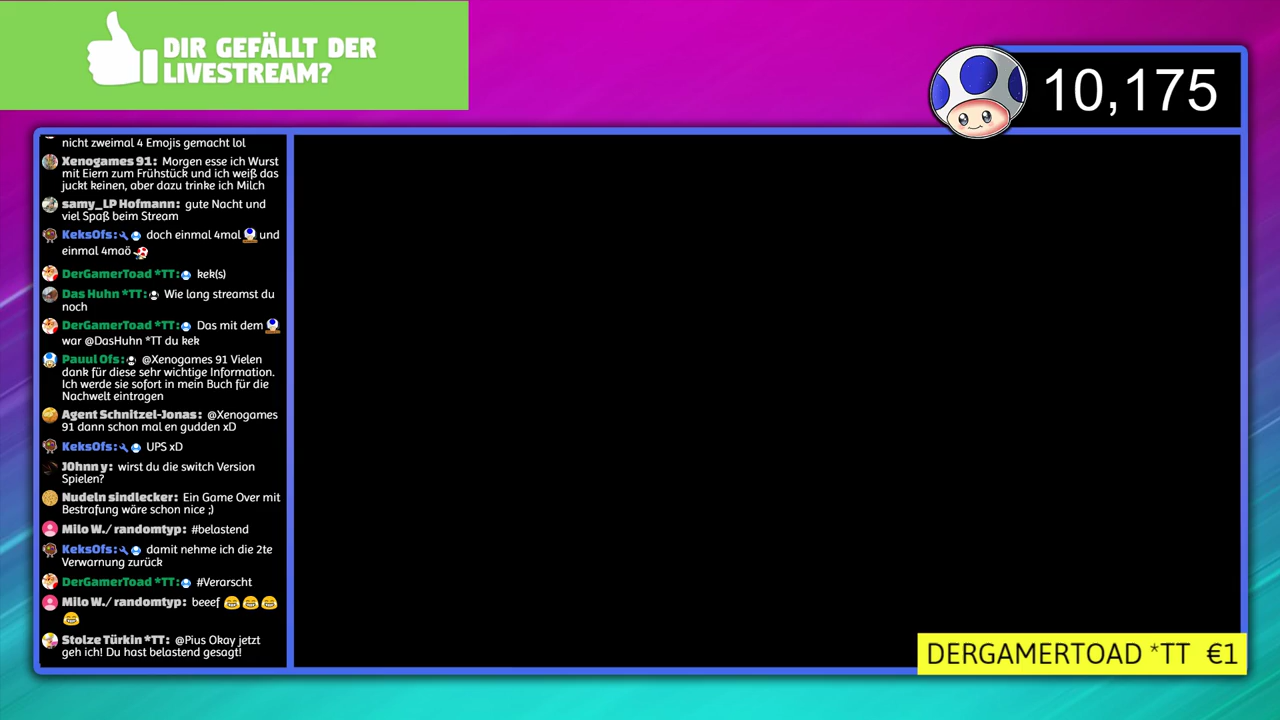 DIR GEFÄLLT DER
LIVESTREAM?
10,175
nicht zweimal 4 Emojis gemacht lol
Xenogames 91: Morgen esse ich Wurst
mit Eiern zum Frühstück und ich weiß das
juckt keinen, aber dazu trinke ich Milch
samy_LP Hofmann: gute Nacht und
viel Spaß beim Stream
KeksOfs: doch einmal 4mal und
einmal 4maö
DerGamerToad *TT: kek(s)
Das Huhn *TT: Wie lang streamst du
noch
DerGamerToad *TT: Das mit dem
war @DasHuhn *TT du kek
Pauul Ofs: @Xenogames 91 Vielen
dank für diese sehr wichtige Information.
Ich werde sie sofort in mein Buch für die
Nachwelt eintragen
Agent Schnitzel-Jonas: @Xenogames
91 dann schon mal en gudden xD
KeksOfs: UPS xD
J0hnn y: wirst du die switch Version
Spielen?
Nudeln sindlecker: Ein Game Over mit
Bestrafung wäre schon nice ;)
Milo W./ randomtyp: #belastend
KeksOfs: damit nehme ich die 2te
Verwarnung zurück
DerGamerToad *TT: #Verarscht
Milo W./ randomtyp: beeef
Stolze Türkin *TT: @Pius Okay jetzt
geh ich! Du hast belastend gesagt!
DERGAMERTOAD *TT €1